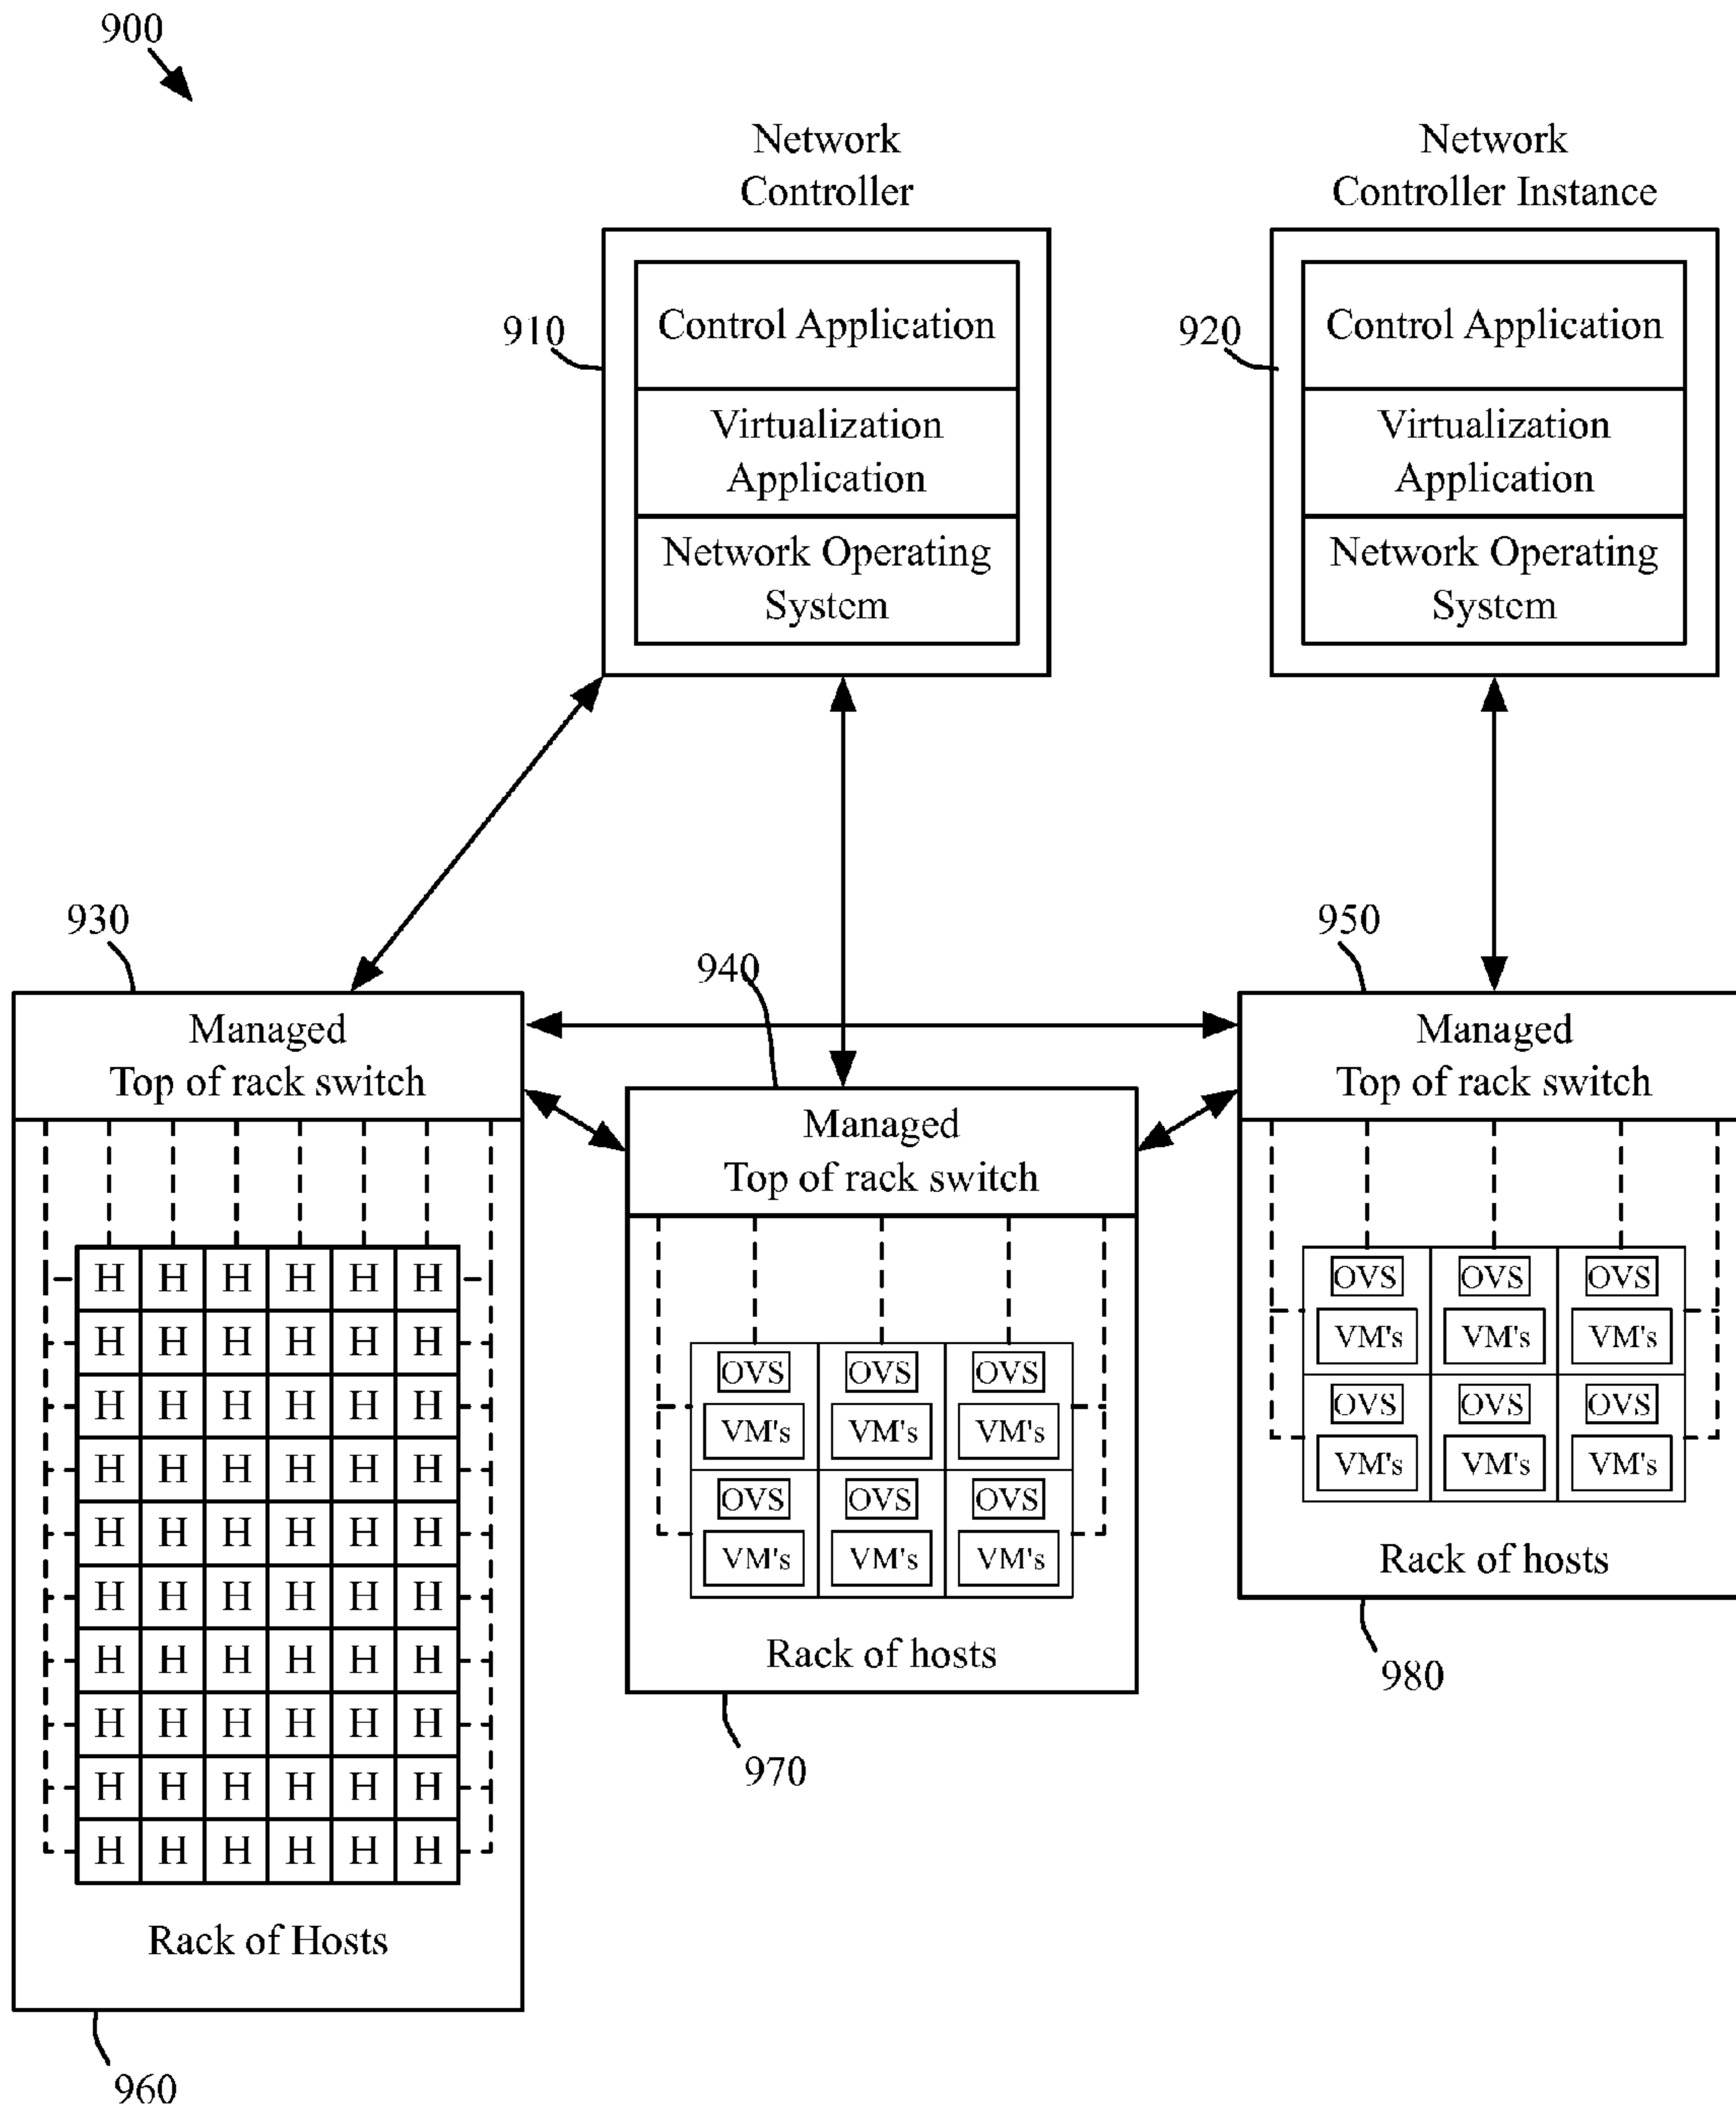 900
Network
Controller
Network
Controller Instance
910
Control Application
Virtualization
Application
Network Operating
System
920
Control Application
Virtualization
Application
Network Operating
System
930
Managed
Top of rack switch
940
Managed
Top of rack switch
950
Managed
Top of rack switch
H H H H H H
H H H H H H
H H H H H H
H H H H H H
H H H H H H
H H H H H H
H H H H H H
H H H H H H
H H H H H H
H H H H H H
Rack of Hosts
960
OVS OVS OVS
VM's VM's VM's
OVS OVS OVS
VM's VM's VM's
Rack of hosts
970
OVS OVS OVS
VM's VM's VM's
OVS OVS OVS
VM's VM's VM's
Rack of hosts
980